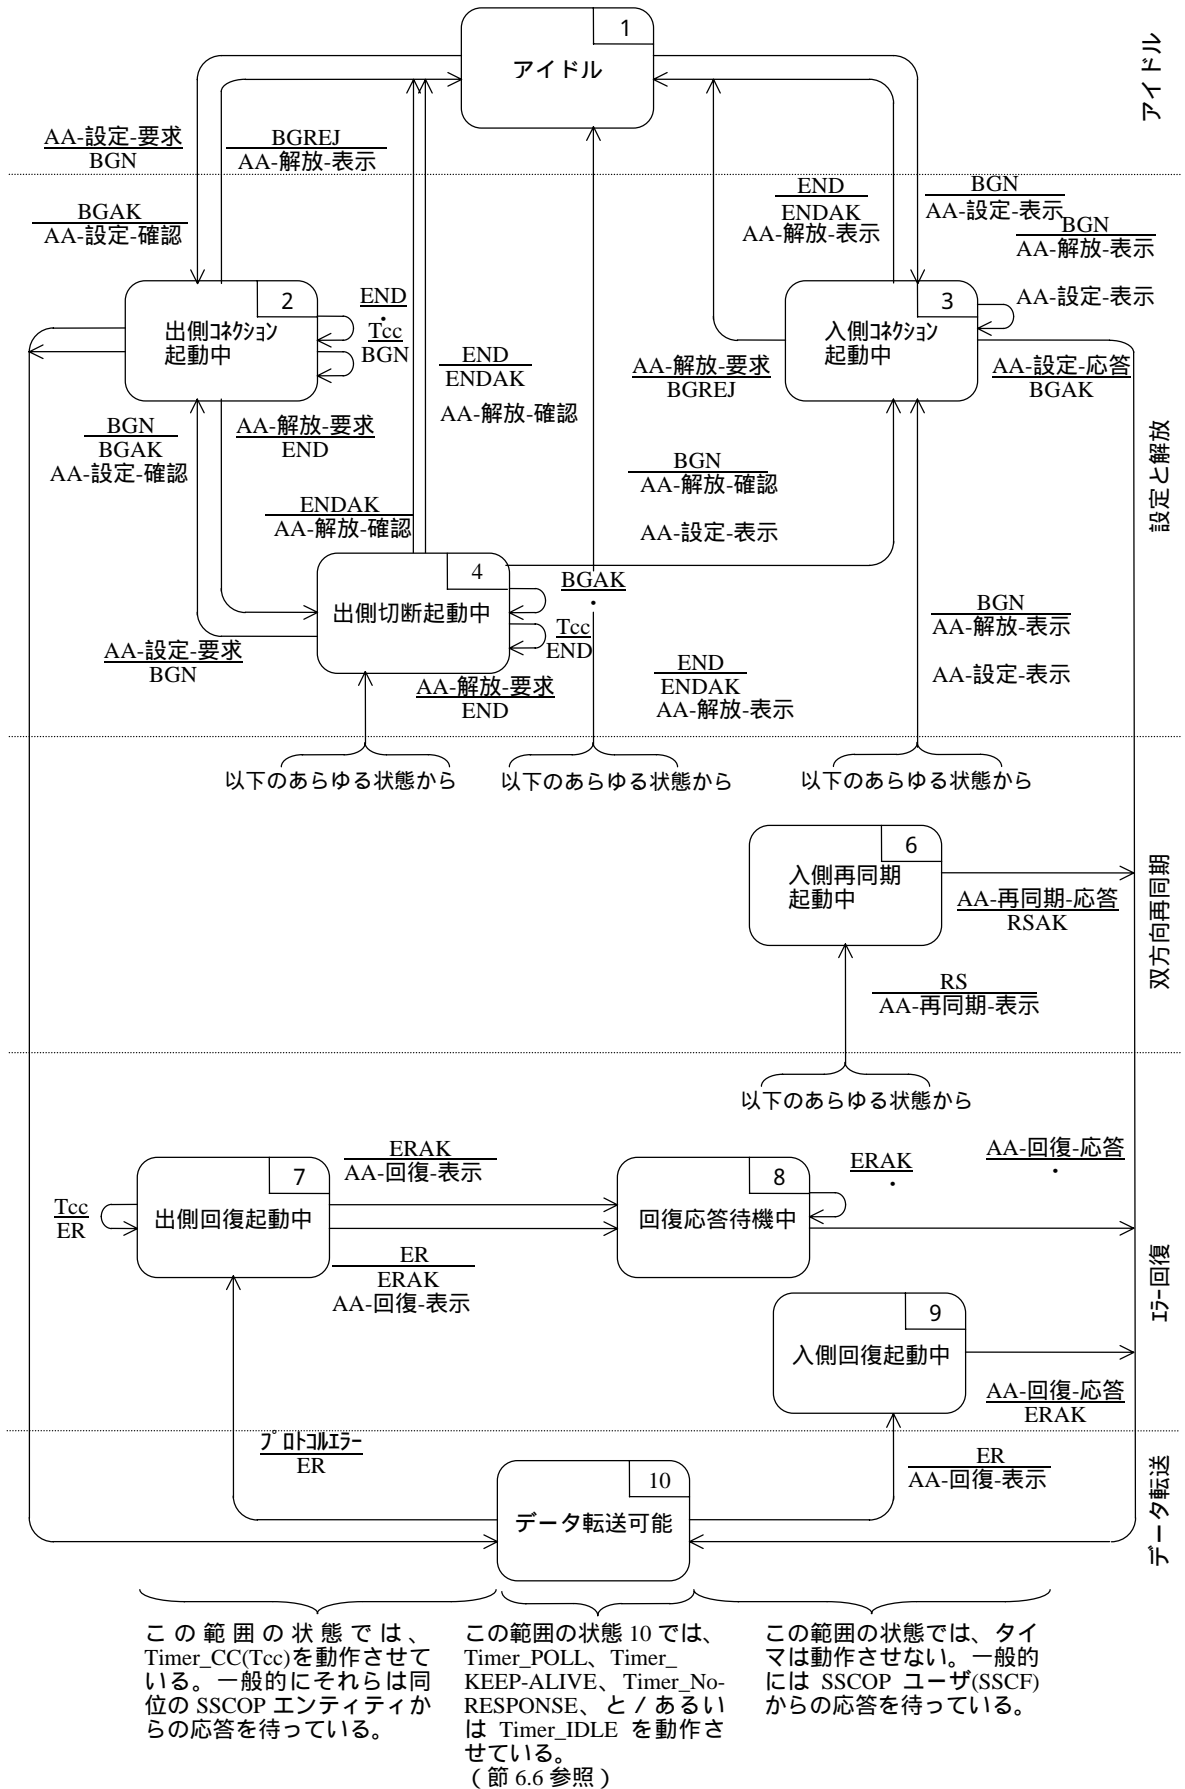 1
アイドル
アイドル
AA-設定-要求
BGN
BGREJ
AA-解放-表示
BGAK
AA-設定-確認
END
ENDAK
AA-解放-表示
BGN
AA-設定-表示
BGN
AA-解放-表示
AA-設定-表示
2
出側コネクション
起動中
END
・
Tcc
BGN
3
入側コネクション
起動中
END
ENDAK
AA-解放-確認
AA-解放-要求
BGREJ
AA-設定-応答
BGAK
BGN
BGAK
AA-設定-確認
AA-解放-要求
END
BGN
AA-解放-確認
AA-設定-表示
設定と解放
ENDAK
AA-解放-確認
4
出側切断起動中
BGAK
・
Tcc
END
BGN
AA-解放-表示
AA-設定-表示
AA-設定-要求
BGN
AA-解放-要求
END
END
ENDAK
AA-解放-表示
以下のあらゆる状態から
以下のあらゆる状態から
以下のあらゆる状態から
6
入側再同期
起動中
AA-再同期-応答
RSAK
双方向再同期
RS
AA-再同期-表示
以下のあらゆる状態から
7
出側回復起動中
Tcc
ER
ERAK
AA-回復-表示
8
回復応答待機中
ERAK
・
AA-回復-応答
・
ER
ERAK
AA-回復-表示
エラー回復
9
入側回復起動中
AA-回復-応答
ERAK
プロトコルエラー
ER
10
データ転送可能
ER
AA-回復-表示
データ転送
この範囲の状態では、
Timer_CC(Tcc)を動作させて
いる。一般的にそれらは同
位の SSCOP エンティティか
らの応答を待っている。
この範囲の状態 10 では、
Timer_POLL、Timer_
KEEP-ALIVE、Timer_No-
RESPONSE、と / あるい
は Timer_IDLE を動作さ
せている。
( 節 6.6 参照 )
この範囲の状態では、タイ
マは動作させない。一般的
には SSCOP ユーザ(SSCF)
からの応答を待っている。